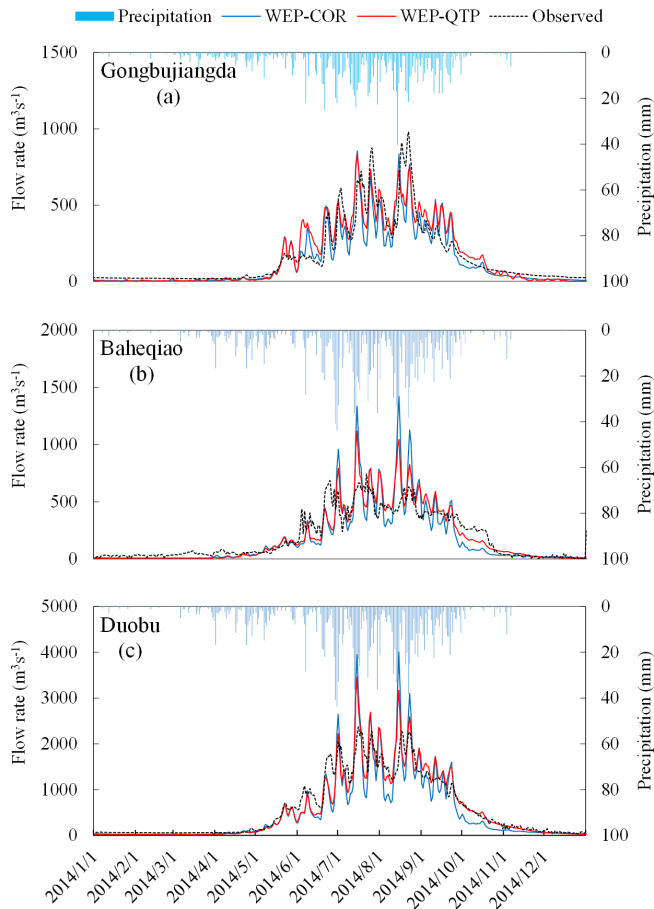 Precipitation WEP-COR WEP-QTP Observed
1500 0
Gongbujiangda
(a)
20
1000
40
500
60
80
0 100
Flow rate (m³s⁻¹)
Precipitation (mm)
2000 0
Baheqiao
(b)
20
1500
40
1000
60
500
80
0 100
Flow rate (m³s⁻¹)
Precipitation (mm)
5000 0
Duobu
(c)
4000 20
3000 40
2000 60
1000 80
0 100
Flow rate (m³s⁻¹)
Precipitation (mm)
2014/1/1 2014/2/1 2014/3/1 2014/4/1 2014/5/1 2014/6/1 2014/7/1 2014/8/1 2014/9/1 2014/10/1 2014/11/1 2014/12/1